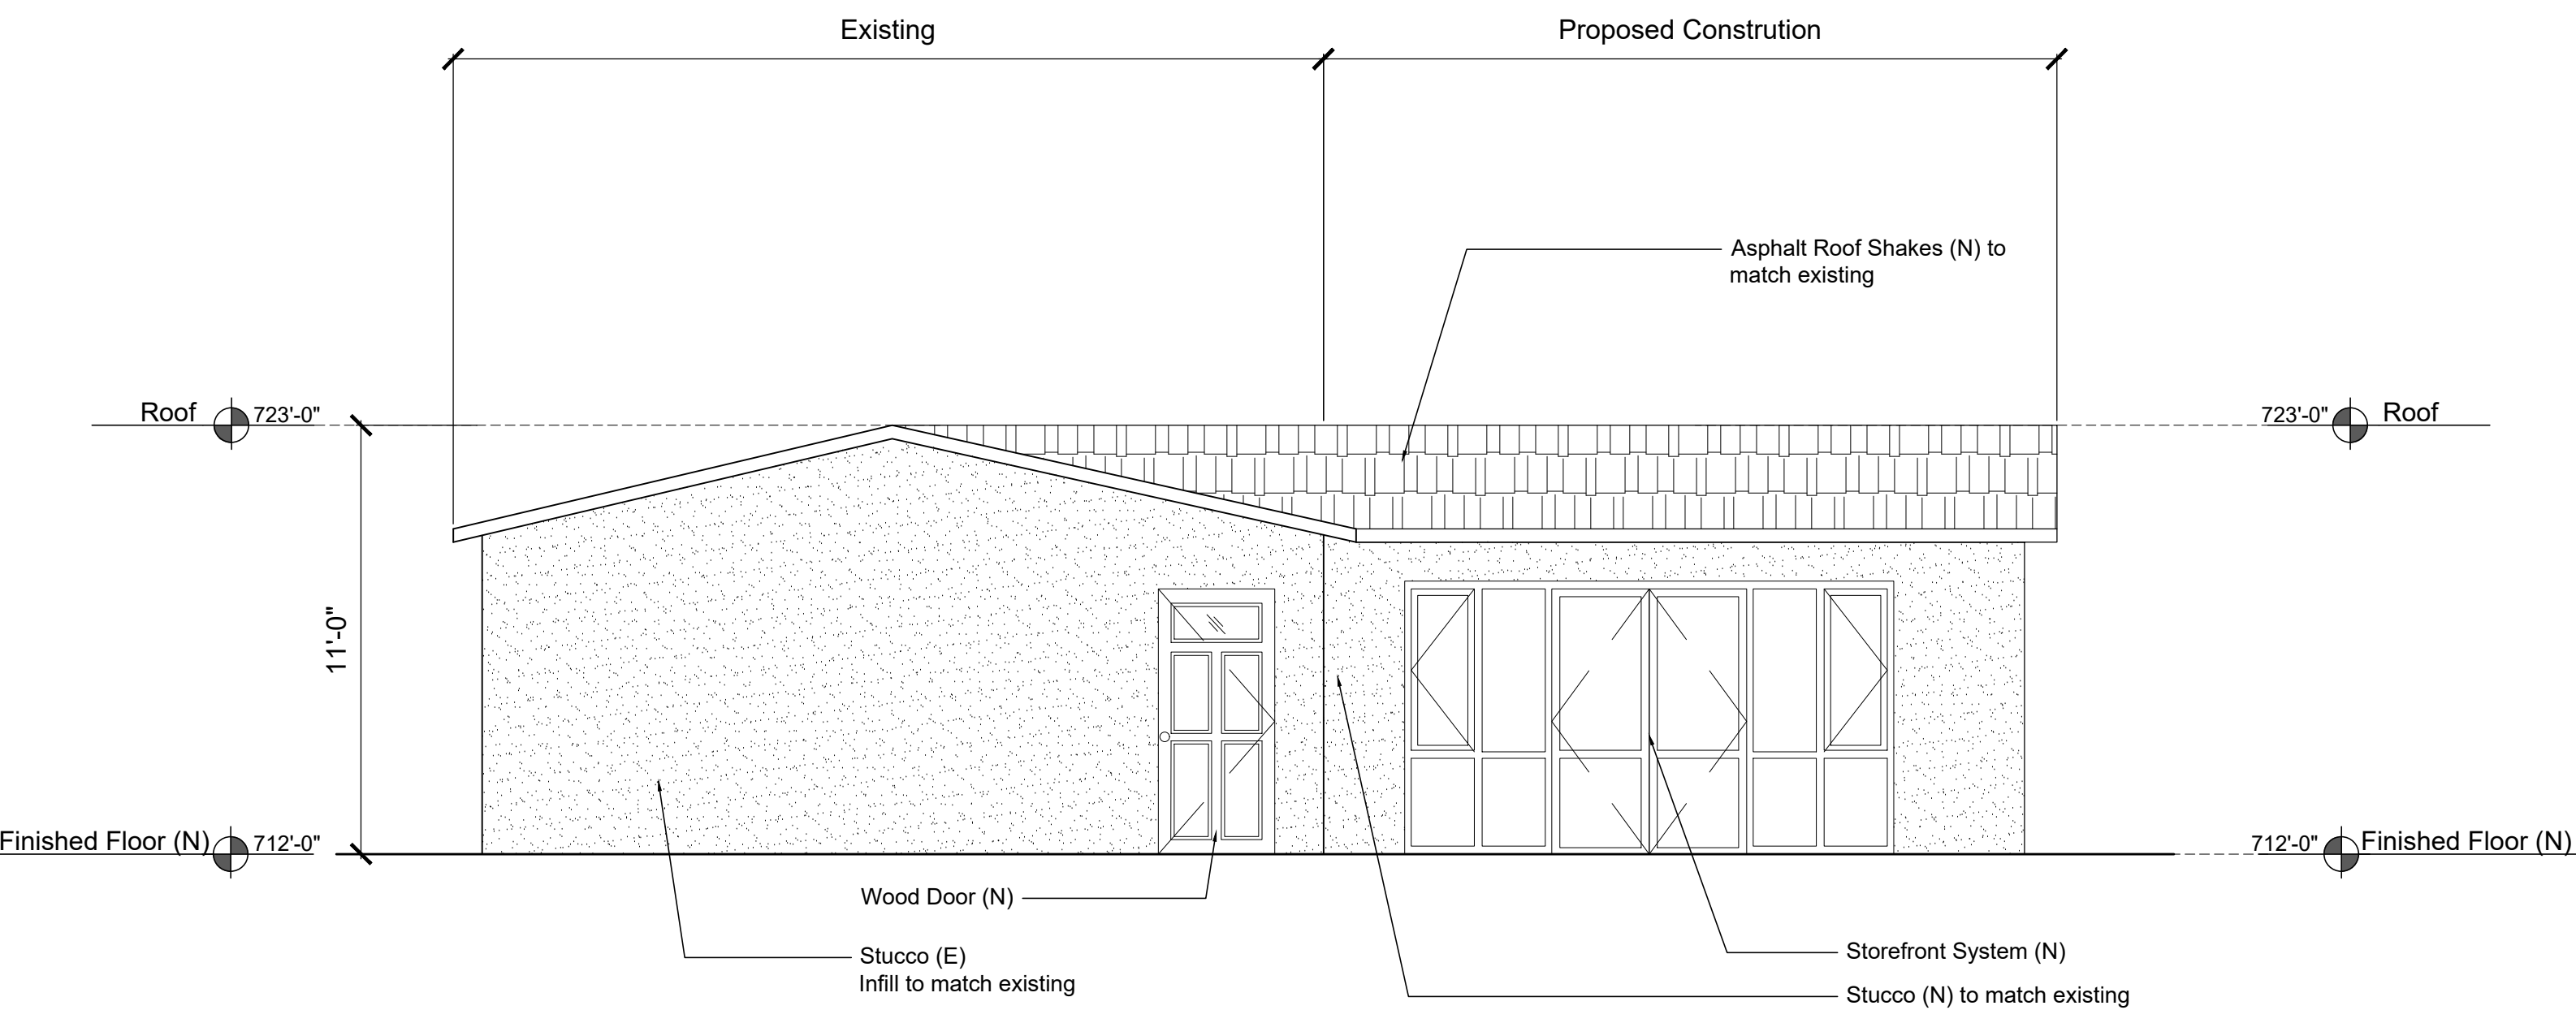 Existing
Proposed Constrution
Asphalt Roof Shakes (N) to
match existing
Roof
723'-0"
723'-0"
Roof
11'-0"
Finished Floor (N)
712'-0"
712'-0"
Finished Floor (N)
Wood Door (N)
Stucco (E)
Infill to match existing
Storefront System (N)
Stucco (N) to match existing